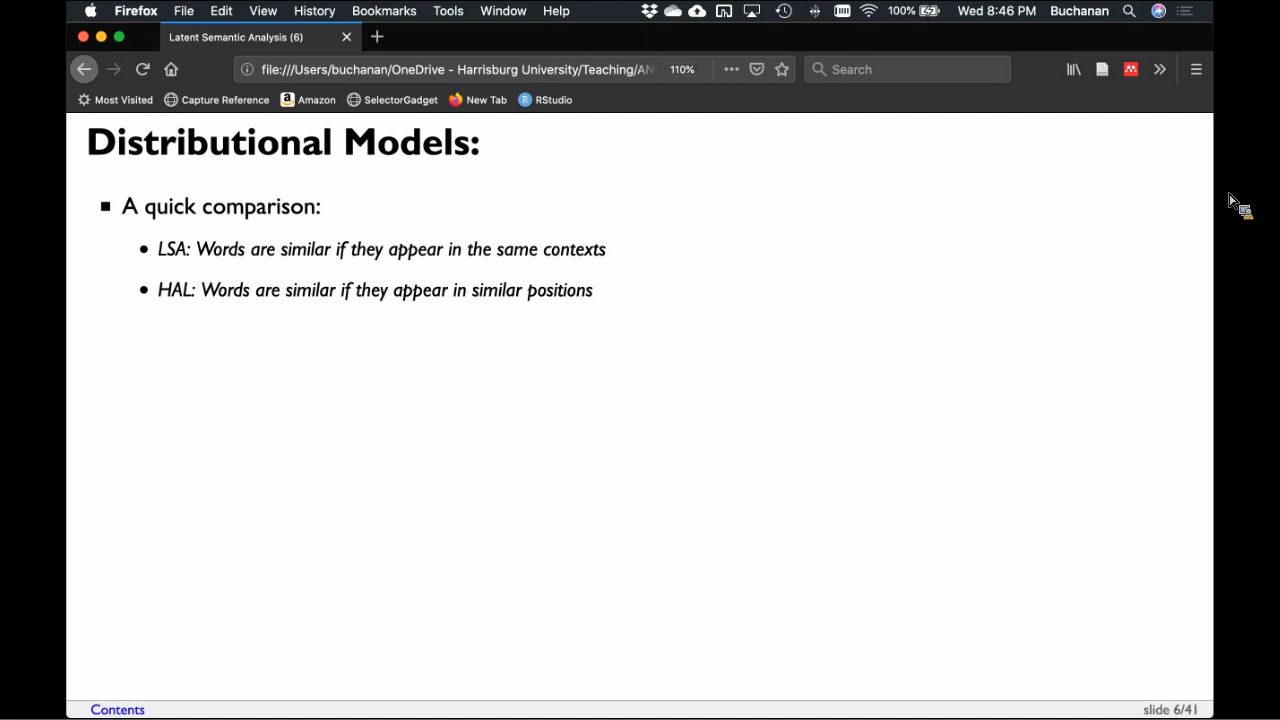 Firefox File Edit View History Bookmarks Tools Window Help 100% Wed 8:46 PM Buchanan
Latent Semantic Analysis (6)
file:///Users/buchanan/OneDrive - Harrisburg University/Teaching/AN 110% Search
Most Visited Capture Reference Amazon SelectorGadget New Tab RStudio
Distributional Models:
A quick comparison:
LSA: Words are similar if they appear in the same contexts
HAL: Words are similar if they appear in similar positions
Contents slide 6/41